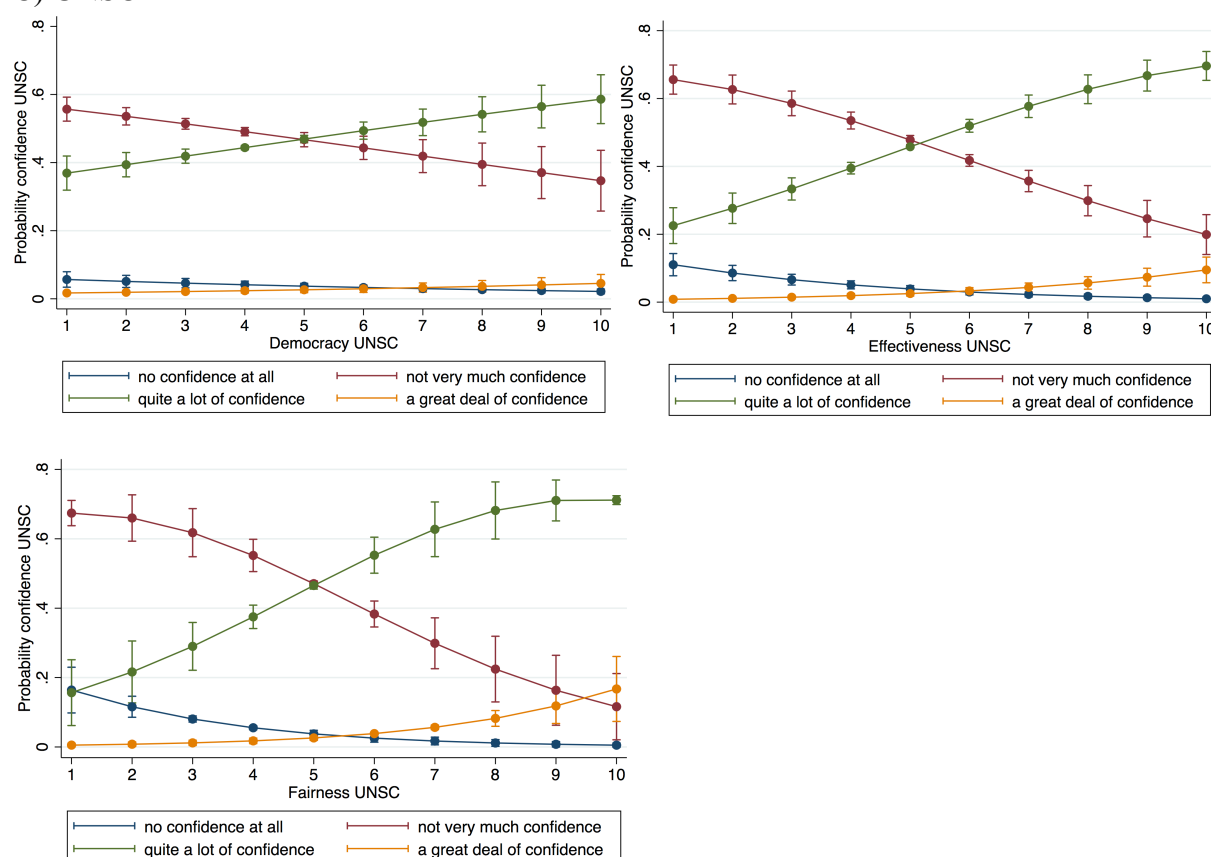 Probability confidence UNSC
.8
.6
.4
.2
0
1 2 3 4 5 6 7 8 9 10
Democracy UNSC
no confidence at all
not very much confidence
quite a lot of confidence
a great deal of confidence
Probability confidence UNSC
.8
.6
.4
.2
0
1 2 3 4 5 6 7 8 9 10
Effectiveness UNSC
no confidence at all
not very much confidence
quite a lot of confidence
a great deal of confidence
Probability confidence UNSC
.8
.6
.4
.2
0
1 2 3 4 5 6 7 8 9 10
Fairness UNSC
no confidence at all
not very much confidence
quite a lot of confidence
a great deal of confidence